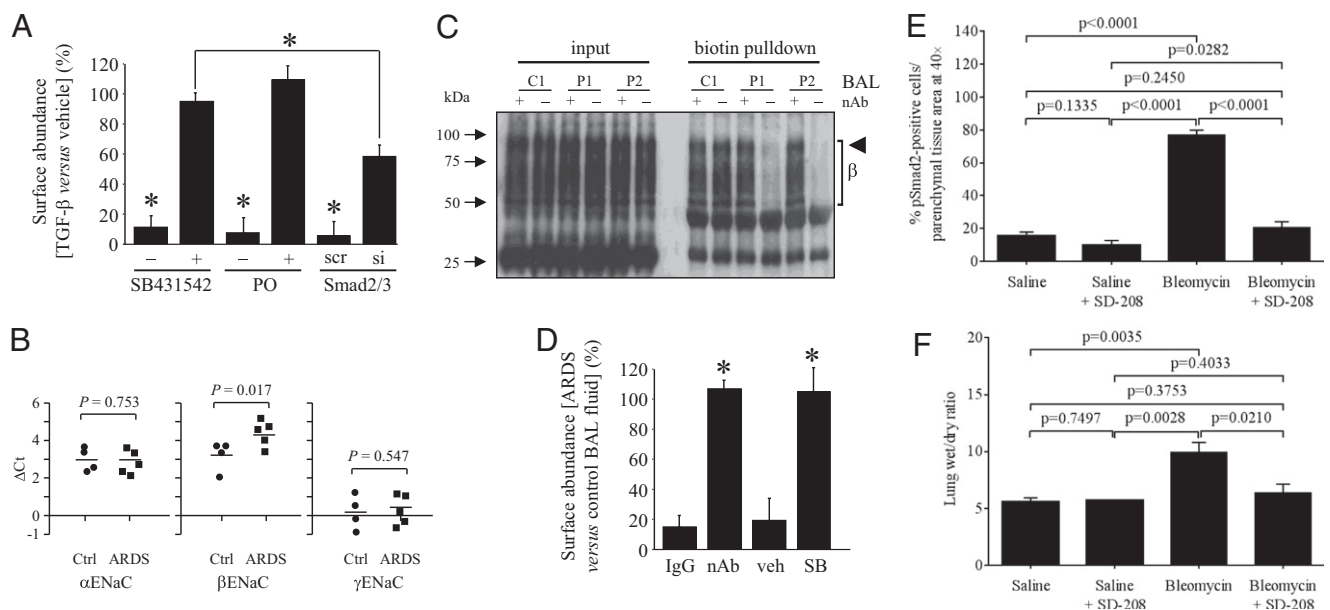 A
Surface abundance
[TGF-β versus vehicle] (%)
120
100
80
60
40
20
0
*
*
*
*
− + − + scr si
SB431542 PO Smad2/3
B
ΔCt
6
4
2
0
-1
P = 0.753
P = 0.017
P = 0.547
Ctrl ARDS
αENaC
Ctrl ARDS
βENaC
Ctrl ARDS
γENaC
C
input biotin pulldown
C1 P1 P2 C1 P1 P2 BAL
+ − + − + − + − + − + − nAb
kDa
100
75
50
25
β
D
Surface abundance [ARDS
versus control BAL fluid] (%)
120
100
80
60
40
20
0
*
*
IgG nAb veh SB
E
% pSmad2-positive cells/
parenchymal tissue area at 40×
100
80
60
40
20
0
p<0.0001
p=0.0282
p=0.2450
p=0.1335 p<0.0001 p<0.0001
Saline Saline + SD-208 Bleomycin Bleomycin + SD-208
F
Lung wet/dry ratio
20
15
10
5
0
p=0.0035
p=0.4033
p=0.3753
p=0.7497 p=0.0028 p=0.0210
Saline Saline + SD-208 Bleomycin Bleomycin + SD-208